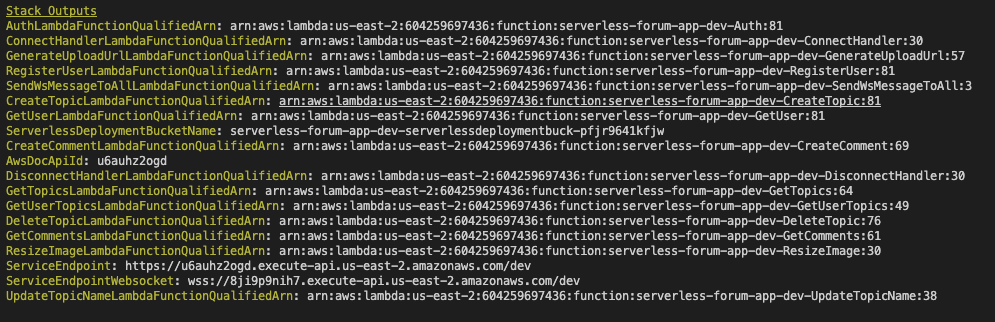 Stack Outputs
AuthLambdaFunctionQualifiedArn: arn:aws:lambda:us-east-2:604259697436:function:serverless-forum-app-dev-Auth:81
ConnectHandlerLambdaFunctionQualifiedArn: arn:aws:lambda:us-east-2:604259697436:function:serverless-forum-app-dev-ConnectHandler:30
GenerateUploadUrlLambdaFunctionQualifiedArn: arn:aws:lambda:us-east-2:604259697436:function:serverless-forum-app-dev-GenerateUploadUrl:57
RegisterUserLambdaFunctionQualifiedArn: arn:aws:lambda:us-east-2:604259697436:function:serverless-forum-app-dev-RegisterUser:81
SendWsMessageToAllLambdaFunctionQualifiedArn: arn:aws:lambda:us-east-2:604259697436:function:serverless-forum-app-dev-SendWsMessageToAll:3
CreateTopicLambdaFunctionQualifiedArn: arn:aws:lambda:us-east-2:604259697436:function:serverless-forum-app-dev-CreateTopic:81
GetUserLambdaFunctionQualifiedArn: arn:aws:lambda:us-east-2:604259697436:function:serverless-forum-app-dev-GetUser:81
ServerlessDeploymentBucketName: serverless-forum-app-dev-serverlessdeploymentbuck-pfjr9641kfjw
CreateCommentLambdaFunctionQualifiedArn: arn:aws:lambda:us-east-2:604259697436:function:serverless-forum-app-dev-CreateComment:69
AwsDocApiId: u6auhz2ogd
DisconnectHandlerLambdaFunctionQualifiedArn: arn:aws:lambda:us-east-2:604259697436:function:serverless-forum-app-dev-DisconnectHandler:30
GetTopicsLambdaFunctionQualifiedArn: arn:aws:lambda:us-east-2:604259697436:function:serverless-forum-app-dev-GetTopics:64
GetUserTopicsLambdaFunctionQualifiedArn: arn:aws:lambda:us-east-2:604259697436:function:serverless-forum-app-dev-GetUserTopics:49
DeleteTopicLambdaFunctionQualifiedArn: arn:aws:lambda:us-east-2:604259697436:function:serverless-forum-app-dev-DeleteTopic:76
GetCommentsLambdaFunctionQualifiedArn: arn:aws:lambda:us-east-2:604259697436:function:serverless-forum-app-dev-GetComments:61
ResizeImageLambdaFunctionQualifiedArn: arn:aws:lambda:us-east-2:604259697436:function:serverless-forum-app-dev-ResizeImage:30
ServiceEndpoint: https://u6auhz2ogd.execute-api.us-east-2.amazonaws.com/dev
ServiceEndpointWebsocket: wss://8ji9p9nih7.execute-api.us-east-2.amazonaws.com/dev
UpdateTopicNameLambdaFunctionQualifiedArn: arn:aws:lambda:us-east-2:604259697436:function:serverless-forum-app-dev-UpdateTopicName:38